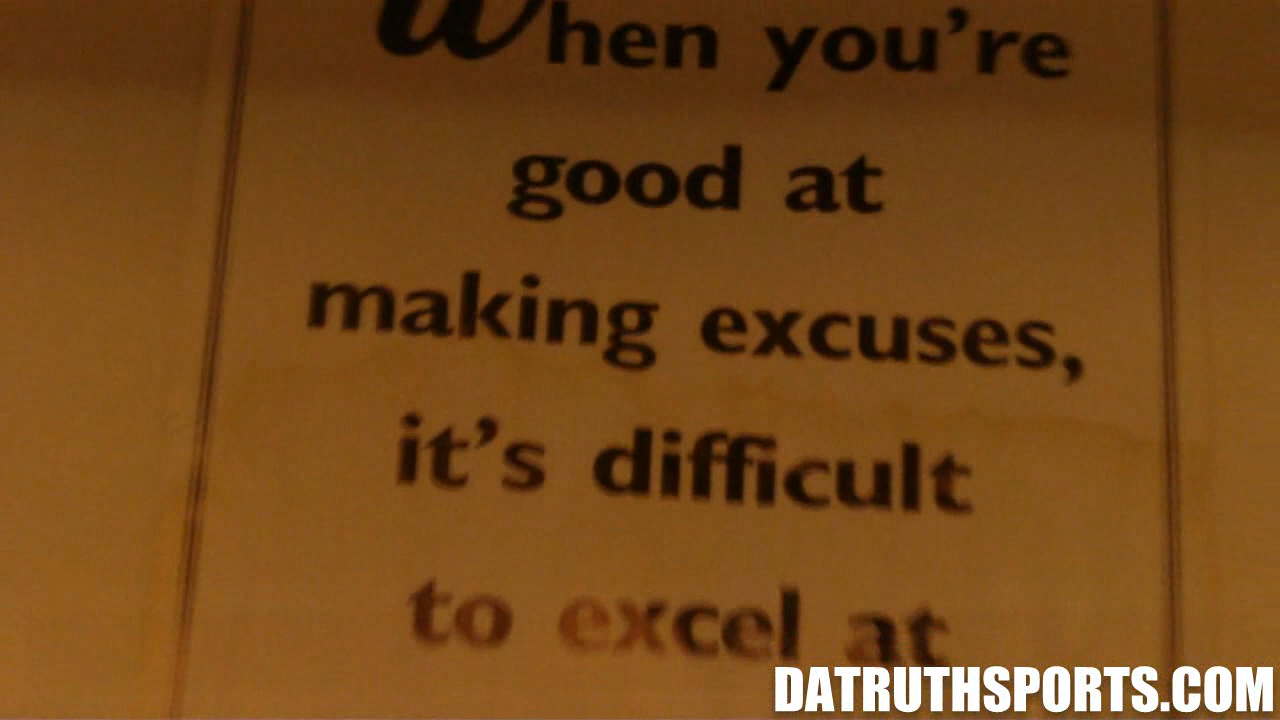 When you're
good at
making excuses,
it's difficult
to excel at
DATRUTHSPORTS.COM